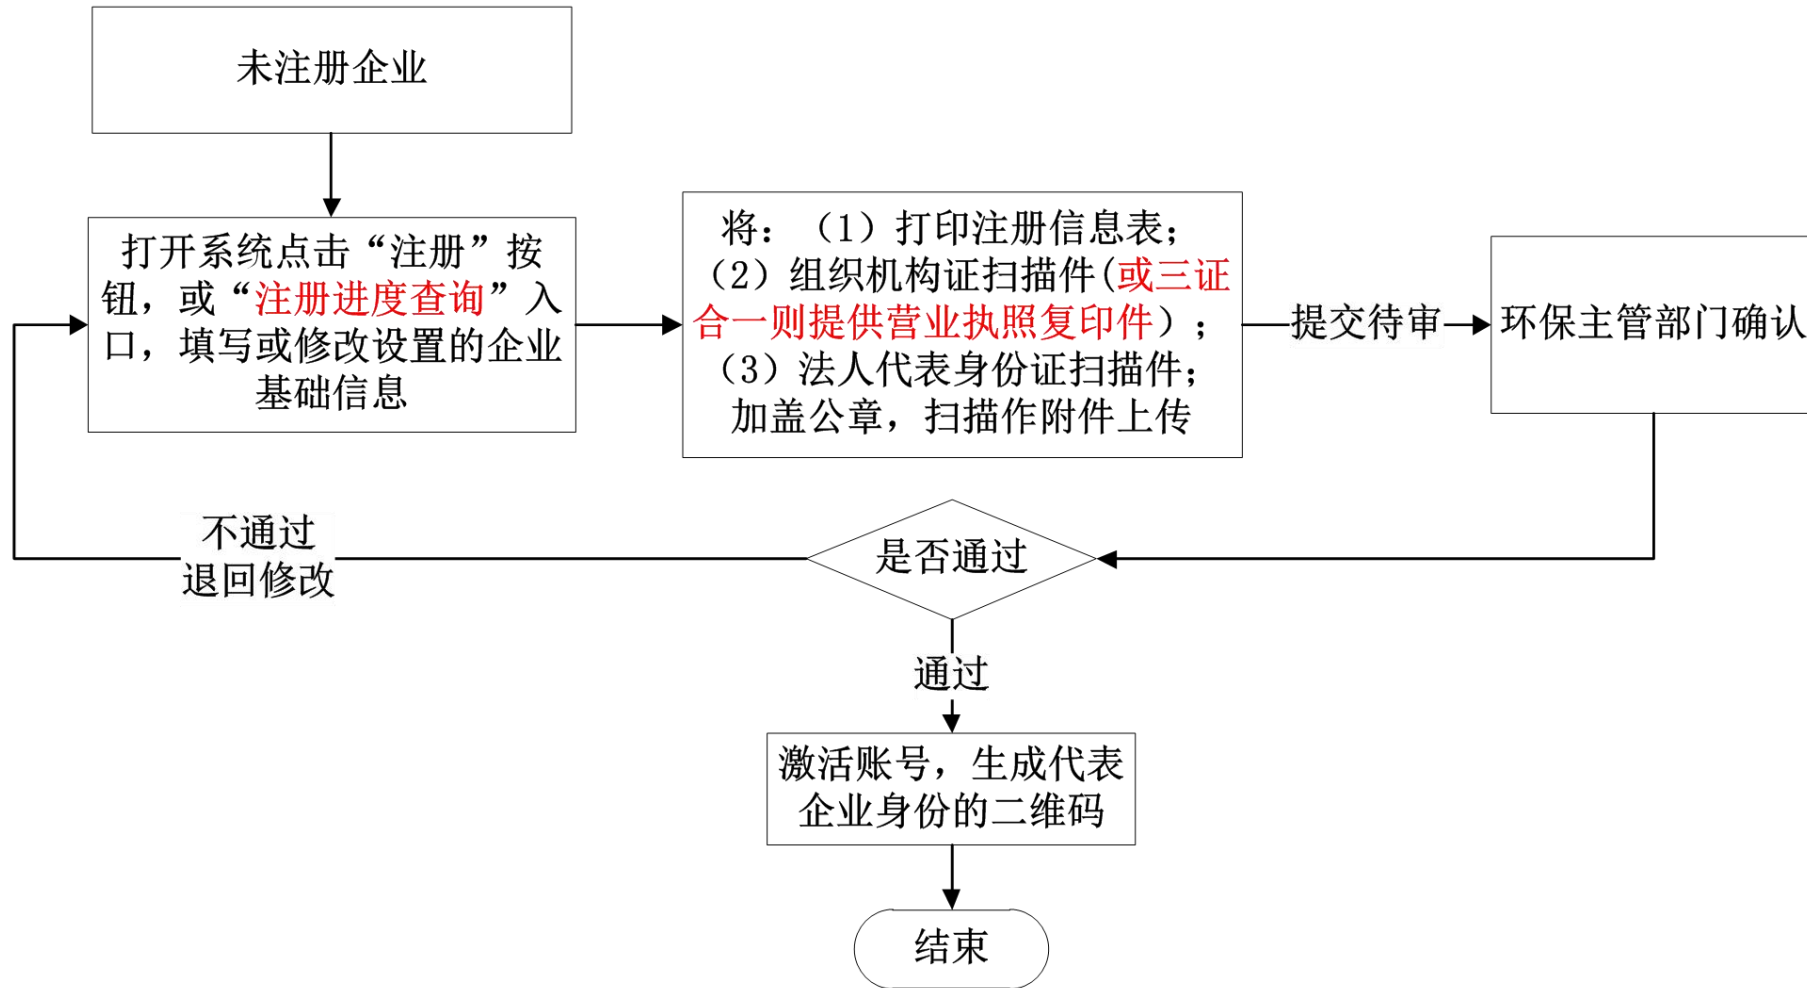 未注册企业
打开系统点击“注册”按
钮，或“注册进度查询”入
口，填写或修改设置的企业
基础信息
将：（1）打印注册信息表；
（2）组织机构证扫描件(或三证
合一则提供营业执照复印件）；
（3）法人代表身份证扫描件；
加盖公章，扫描作附件上传
提交待审
环保主管部门确认
是否通过
不通过
退回修改
通过
激活账号，生成代表
企业身份的二维码
结束